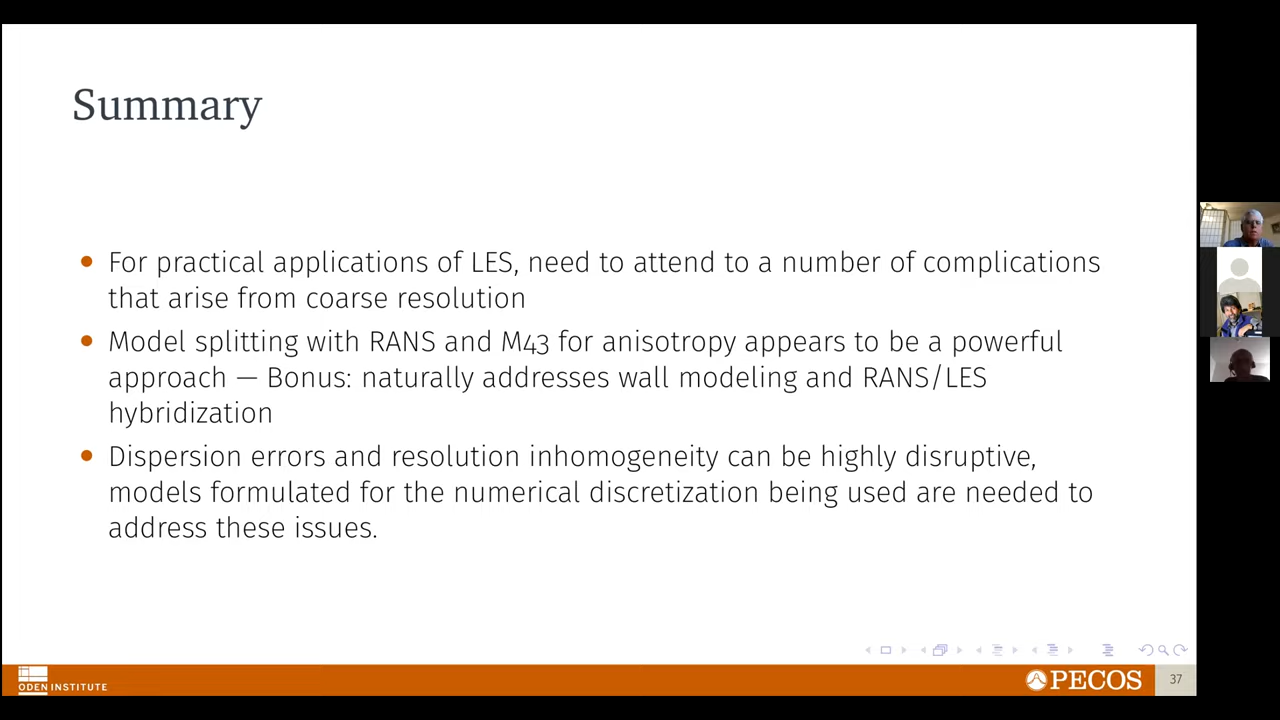 Summary
For practical applications of LES, need to attend to a number of complications
that arise from coarse resolution
Model splitting with RANS and M43 for anisotropy appears to be a powerful
approach — Bonus: naturally addresses wall modeling and RANS/LES
hybridization
Dispersion errors and resolution inhomogeneity can be highly disruptive,
models formulated for the numerical discretization being used are needed to
address these issues.
ODEN INSTITUTE
PECOS
37